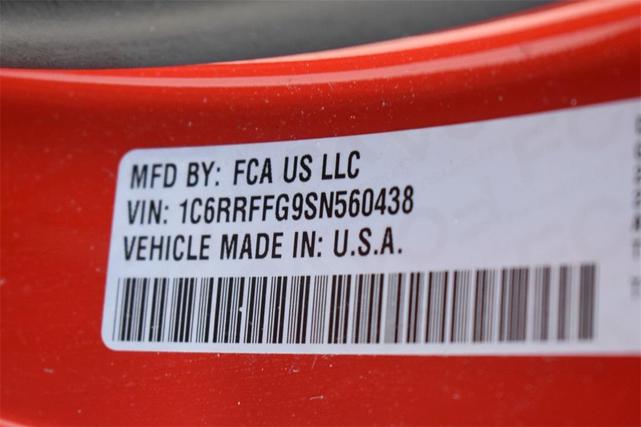 MFD BY: FCA US LLC
VIN: 1C6RRFFG9SN560438
VEHICLE MADE IN: U.S.A.